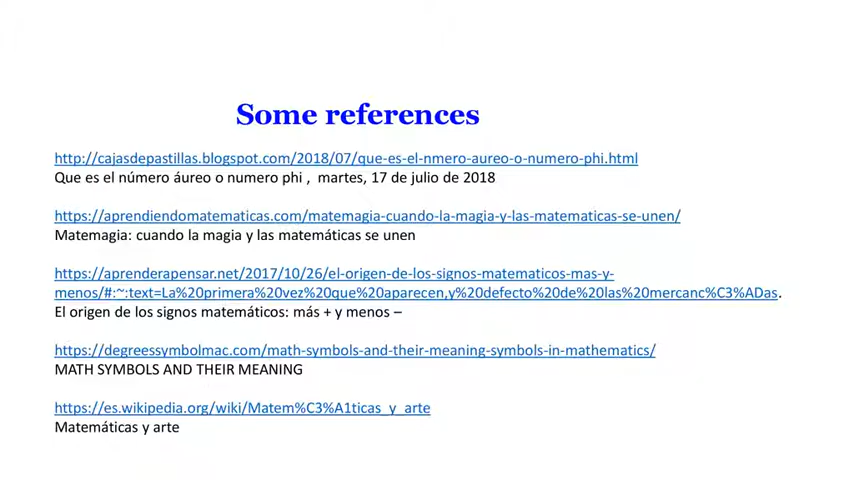 Some references
http://cajasdepastillas.blogspot.com/2018/07/que-es-el-nmero-aureo-o-numero-phi.html
Que es el número áureo o numero phi ,  martes, 17 de julio de 2018
https://aprendiendomatematicas.com/matemagia-cuando-la-magia-y-las-matematicas-se-unen/
Matemagia: cuando la magia y las matemáticas se unen
https://aprenderapensar.net/2017/10/26/el-origen-de-los-signos-matematicos-mas-y-
menos/#:~:text=La%20primera%20vez%20que%20aparecen,y%20defecto%20de%20las%20mercanc%C3%ADas.
El origen de los signos matemáticos: más + y menos –
https://degreessymbolmac.com/math-symbols-and-their-meaning-symbols-in-mathematics/
MATH SYMBOLS AND THEIR MEANING
https://es.wikipedia.org/wiki/Matem%C3%A1ticas_y_arte
Matemáticas y arte